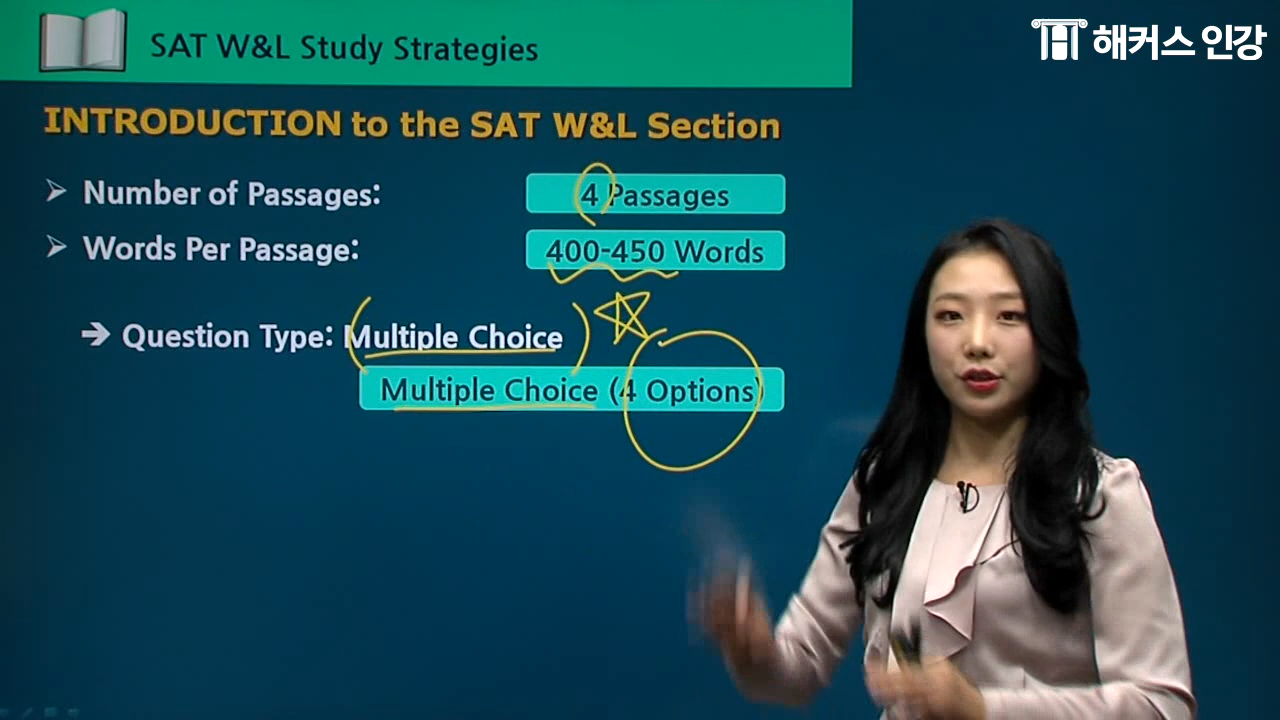 SAT W&L Study Strategies
해커스 인강
INTRODUCTION to the SAT W&L Section
Number of Passages: 4 Passages
Words Per Passage: 400-450 Words
Question Type: Multiple Choice
Multiple Choice (4 Options)